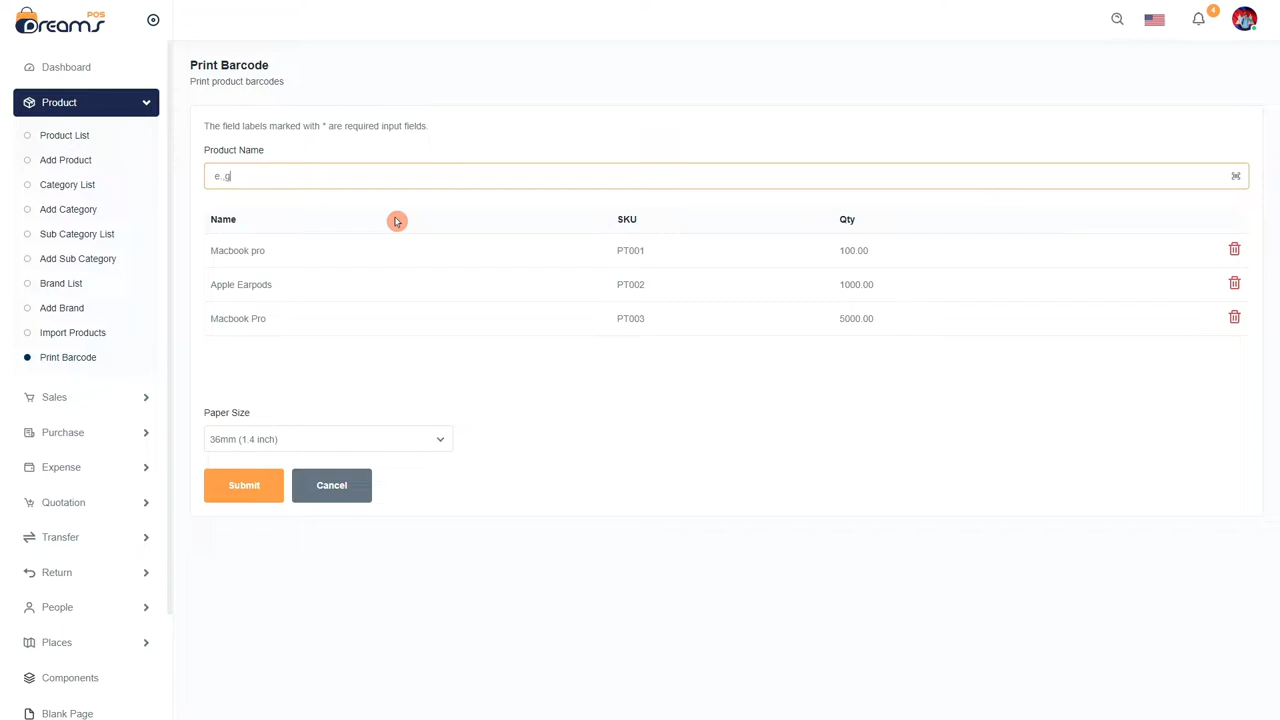 POS
Dreams
4
Dashboard
Product
Product List
Add Product
Category List
Add Category
Sub Category List
Add Sub Category
Brand List
Add Brand
Import Products
Print Barcode
Sales
Purchase
Expense
Quotation
Transfer
Return
People
Places
Components
Blank Page
Print Barcode
Print product barcodes
The field labels marked with * are required input fields.
Product Name
e.,g
Name SKU Qty
Macbook pro PT001 100.00
Apple Earpods PT002 1000.00
Macbook Pro PT003 5000.00
Paper Size
36mm (1.4 inch)
Submit Cancel